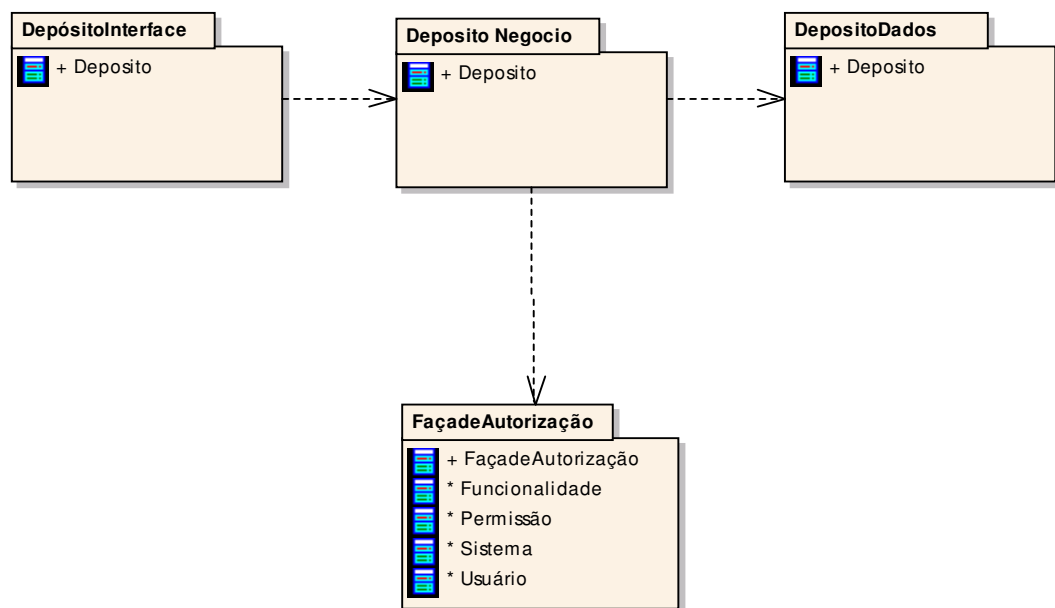 DepósitoInterface
+ Deposito
Deposito Negocio
+ Deposito
DepositoDados
+ Deposito
FaçadeAutorização
+ FaçadeAutorização
* Funcionalidade
* Permissão
* Sistema
* Usuário